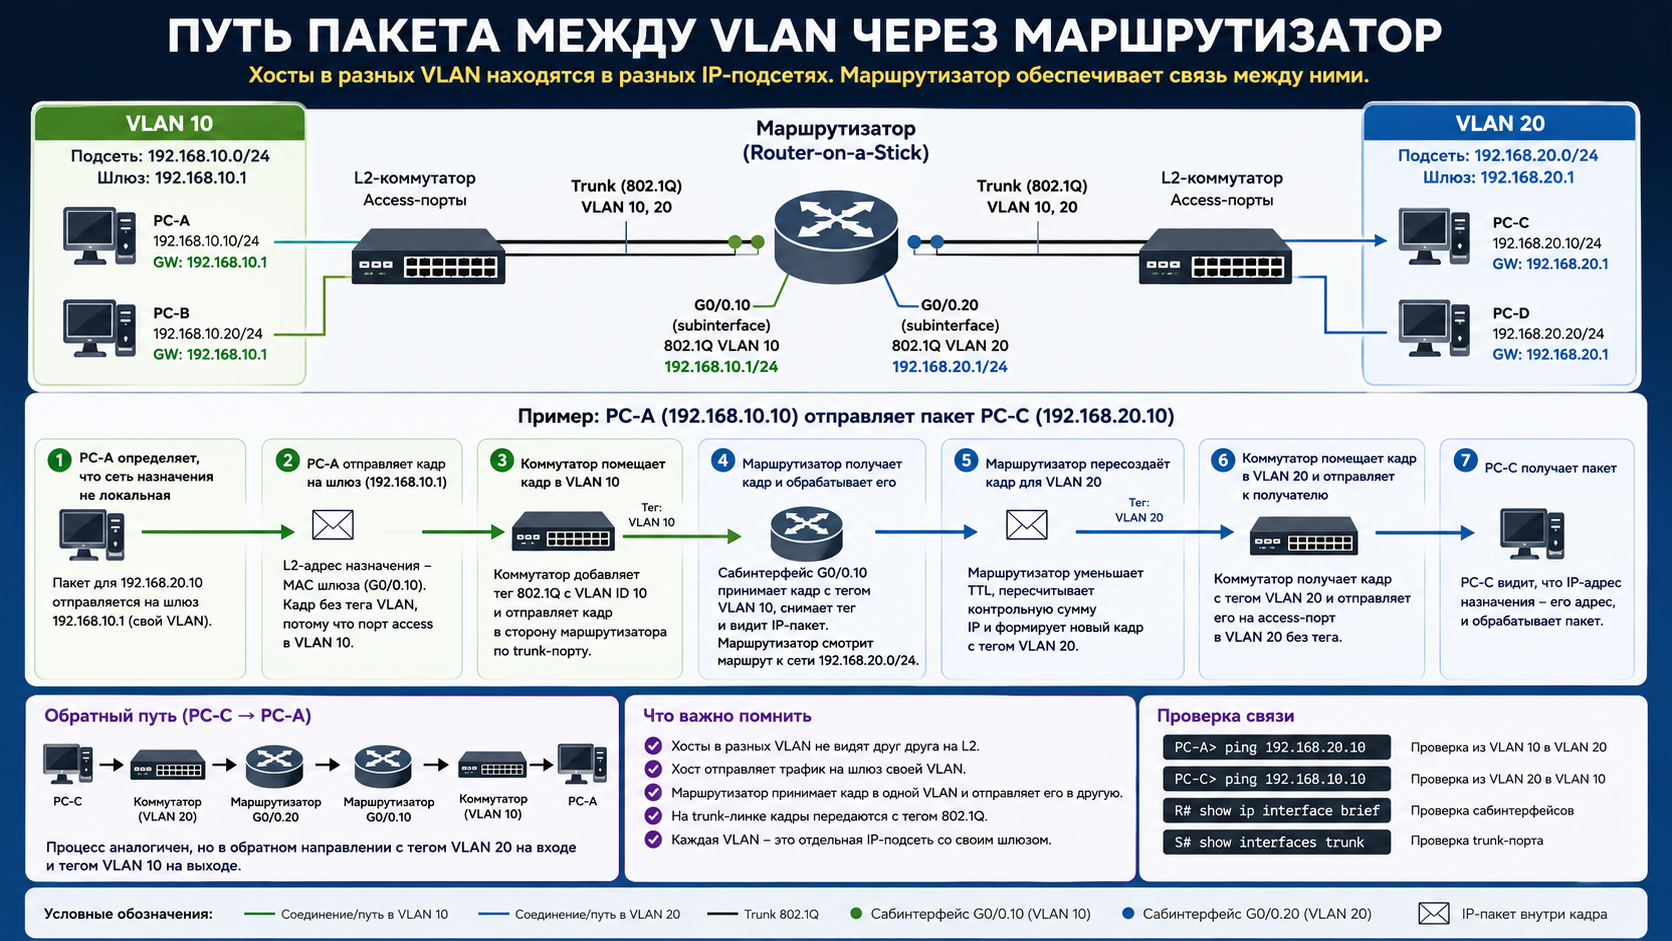 ПУТЬ ПАКЕТА МЕЖДУ VLAN ЧЕРЕЗ МАРШРУТИЗАТОР
Хосты в разных VLAN находятся в разных IP-подсетях. Маршрутизатор обеспечивает связь между ними.
VLAN 10
Подсеть: 192.168.10.0/24
Шлюз: 192.168.10.1
PC-A
192.168.10.10/24
GW: 192.168.10.1
PC-B
192.168.10.20/24
GW: 192.168.10.1
L2-коммутатор
Access-порты
Trunk (802.1Q)
VLAN 10, 20
Маршрутизатор
(Router-on-a-Stick)
G0/0.10
(subinterface)
802.1Q VLAN 10
192.168.10.1/24
G0/0.20
(subinterface)
802.1Q VLAN 20
192.168.20.1/24
Trunk (802.1Q)
VLAN 10, 20
L2-коммутатор
Access-порты
VLAN 20
Подсеть: 192.168.20.0/24
Шлюз: 192.168.20.1
PC-C
192.168.20.10/24
GW: 192.168.20.1
PC-D
192.168.20.20/24
GW: 192.168.20.1
Пример: PC-A (192.168.10.10) отправляет пакет PC-C (192.168.20.10)
1
PC-A определяет,
что сеть назначения
не локальная
Пакет для 192.168.20.10
отправляется на шлюз
192.168.10.1 (свой VLAN).
2
PC-A отправляет кадр
на шлюз (192.168.10.1)
L2-адрес назначения –
MAC шлюза (G0/0.10).
Кадр без тега VLAN,
потому что порт access
в VLAN 10.
3
Коммутатор помещает
кадр в VLAN 10
Тег:
VLAN 10
Коммутатор добавляет
тег 802.1Q с VLAN ID 10
и отправляет кадр
в сторону маршрутизатора
по trunk-порту.
4
Маршрутизатор получает
кадр и обрабатывает его
Сабинтерфейс G0/0.10
принимает кадр с тегом
VLAN 10, снимает тег
и видит IP-пакет.
Маршрутизатор смотрит
маршрут к сети 192.168.20.0/24.
5
Маршрутизатор пересоздаёт
кадр для VLAN 20
Тег:
VLAN 20
Маршрутизатор уменьшает
TTL, пересчитывает
контрольную сумму
IP и формирует новый кадр
с тегом VLAN 20.
6
Коммутатор помещает кадр
в VLAN 20 и отправляет
к получателю
Коммутатор получает кадр
с тегом VLAN 20 и отправляет
его на access-порт
в VLAN 20 без тега.
7
PC-C получает пакет
PC-C видит, что IP-адрес
назначения – его адрес,
и обрабатывает пакет.
Обратный путь (PC-C → PC-A)
PC-C
Коммутатор
(VLAN 20)
Маршрутизатор
G0/0.20
Маршрутизатор
G0/0.10
Коммутатор
(VLAN 10)
PC-A
Процесс аналогичен, но в обратном направлении с тегом VLAN 20 на входе
и тегом VLAN 10 на выходе.
Что важно помнить
Хосты в разных VLAN не видят друг друга на L2.
Хост отправляет трафик на шлюз своей VLAN.
Маршрутизатор принимает кадр в одной VLAN и отправляет его в другую.
На trunk-линке кадры передаются с тегом 802.1Q.
Каждая VLAN – это отдельная IP-подсеть со своим шлюзом.
Проверка связи
PC-A> ping 192.168.20.10
Проверка из VLAN 10 в VLAN 20
PC-C> ping 192.168.10.10
Проверка из VLAN 20 в VLAN 10
R# show ip interface brief
Проверка сабинтерфейсов
S# show interfaces trunk
Проверка trunk-порта
Условные обозначения:
Соединение/путь в VLAN 10
Соединение/путь в VLAN 20
Trunk 802.1Q
Сабинтерфейс G0/0.10 (VLAN 10)
Сабинтерфейс G0/0.20 (VLAN 20)
IP-пакет внутри кадра